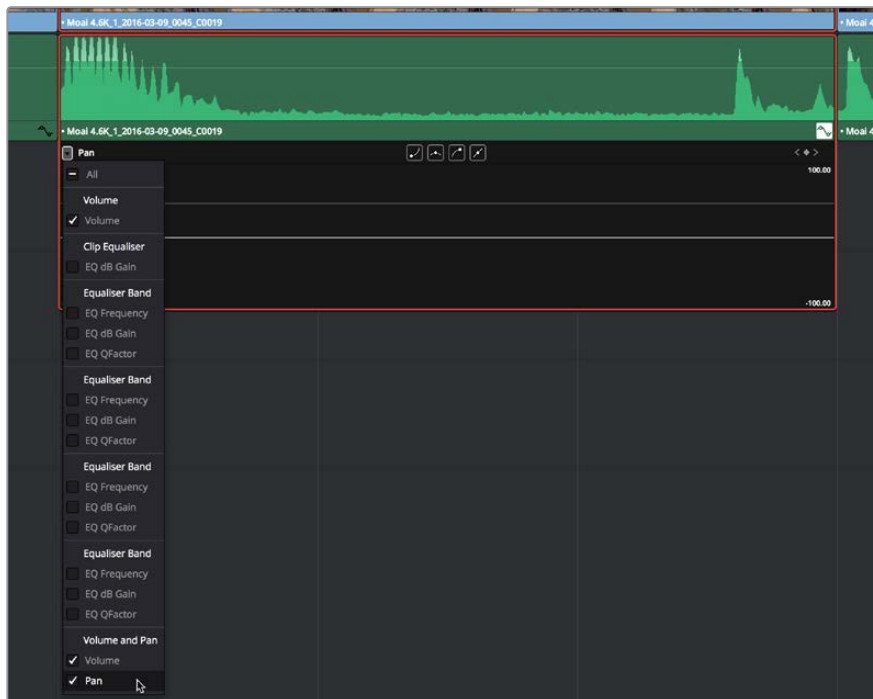 • Moai 4.6K_1_2016-03-09_0045_C0019
• Mo
• Moai 4.6K_1_2016-03-09_0045_C0019
• Moai 4
Pan
< >
100.00
All
Volume
Volume
Clip Equaliser
EQ dB Gain
Equaliser Band
-100.00
EQ Frequency
EQ dB Gain
EQ QFactor
Equaliser Band
EQ Frequency
EQ dB Gain
EQ QFactor
Equaliser Band
EQ Frequency
EQ dB Gain
EQ QFactor
Equaliser Band
EQ Frequency
EQ dB Gain
EQ QFactor
Volume and Pan
Volume
Pan